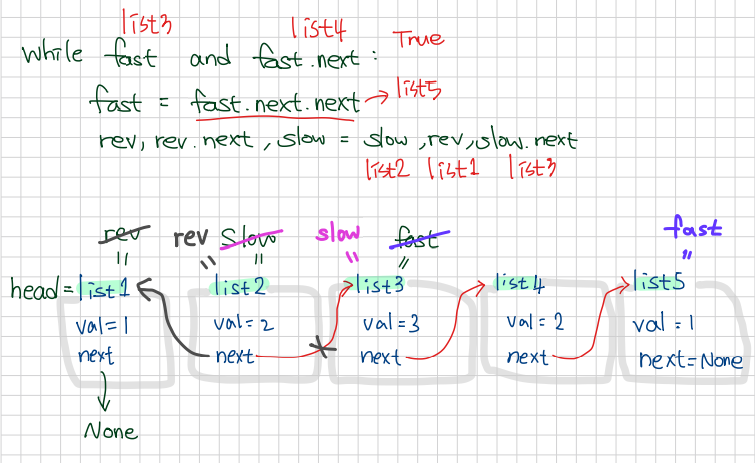 list3 list4 True
while fast and fast.next :
fast = fast.next.next → list5
rev, rev.next, slow = slow, rev, slow.next
list2 list1 list3
rev rev slow slow fast fast
= = = = = =
head = list1 list2 list3 list4 list5
val=1 val=2 val=3 val=2 val=1
next next next next next=None
None